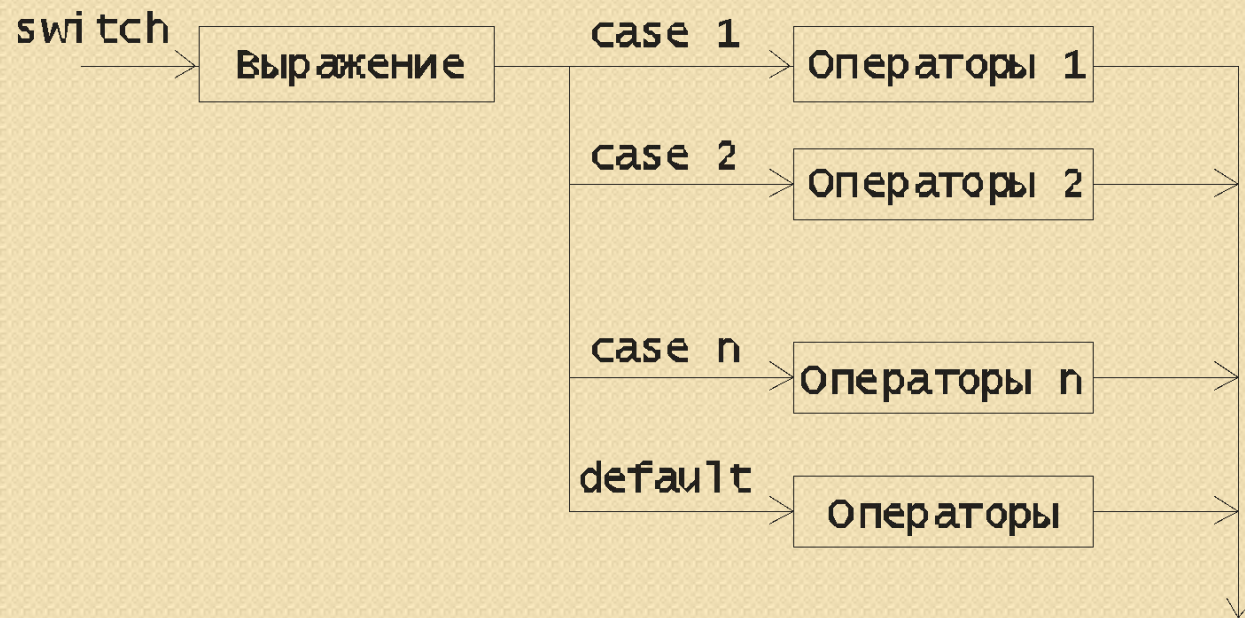 switch
Выражение
case 1
Операторы 1
case 2
Операторы 2
case n
Операторы n
default
Операторы